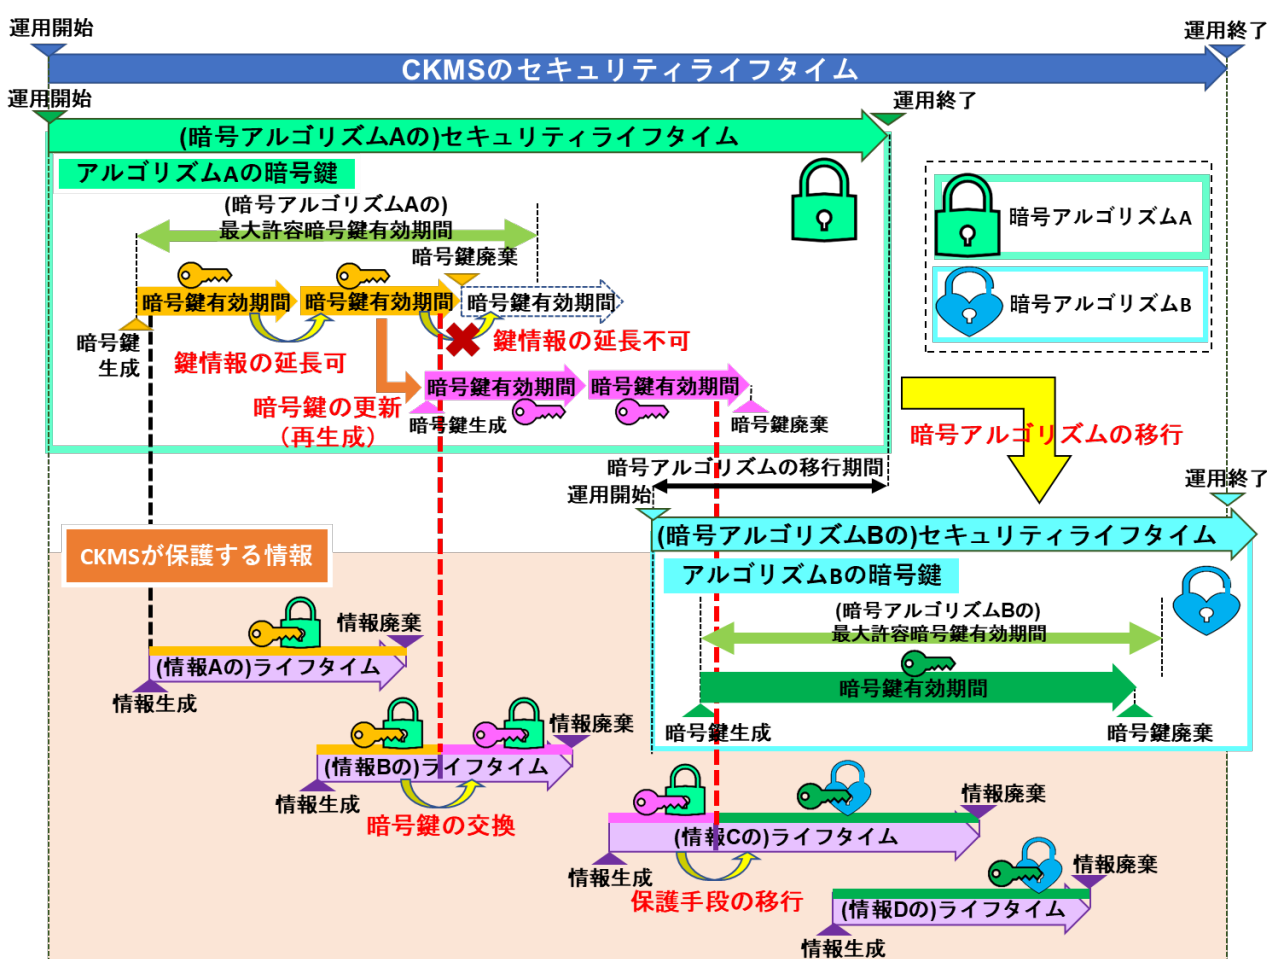 運用開始
運用終了
CKMSのセキュリティライフタイム
運用開始
運用終了
(暗号アルゴリズムAの)セキュリティライフタイム
アルゴリズムAの暗号鍵
(暗号アルゴリズムAの)
最大許容暗号鍵有効期間
暗号鍵廃棄
暗号鍵有効期間
暗号鍵有効期間
暗号鍵有効期間
暗号鍵
生成
鍵情報の延長可
鍵情報の延長不可
暗号鍵の更新
（再生成）
暗号鍵有効期間
暗号鍵有効期間
暗号鍵生成
暗号鍵廃棄
暗号アルゴリズムA
暗号アルゴリズムB
暗号アルゴリズムの移行
暗号アルゴリズムの移行期間
運用開始
運用終了
(暗号アルゴリズムBの)セキュリティライフタイム
アルゴリズムBの暗号鍵
(暗号アルゴリズムBの)
最大許容暗号鍵有効期間
暗号鍵有効期間
暗号鍵生成
暗号鍵廃棄
CKMSが保護する情報
情報廃棄
(情報Aの)ライフタイム
情報生成
情報廃棄
(情報Bの)ライフタイム
情報生成
暗号鍵の交換
情報廃棄
(情報Cの)ライフタイム
情報生成
保護手段の移行
情報廃棄
(情報Dの)ライフタイム
情報生成